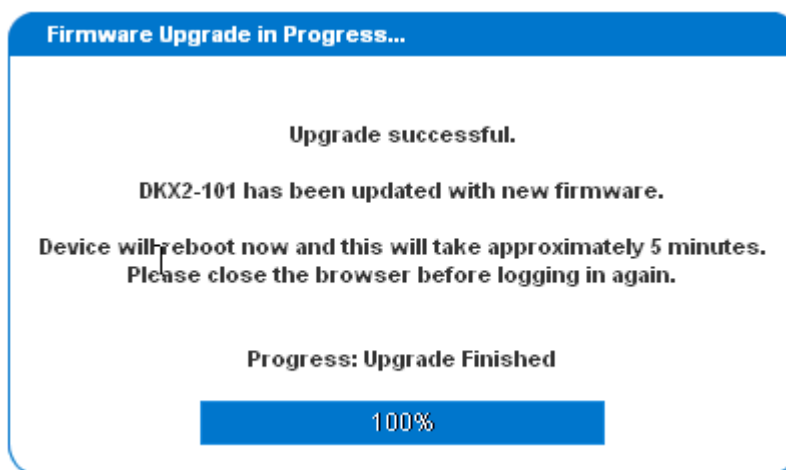 Firmware Upgrade in Progress...
Upgrade successful.
DKX2-101 has been updated with new firmware.
Device will reboot now and this will take approximately 5 minutes.
Please close the browser before logging in again.
Progress: Upgrade Finished
100%